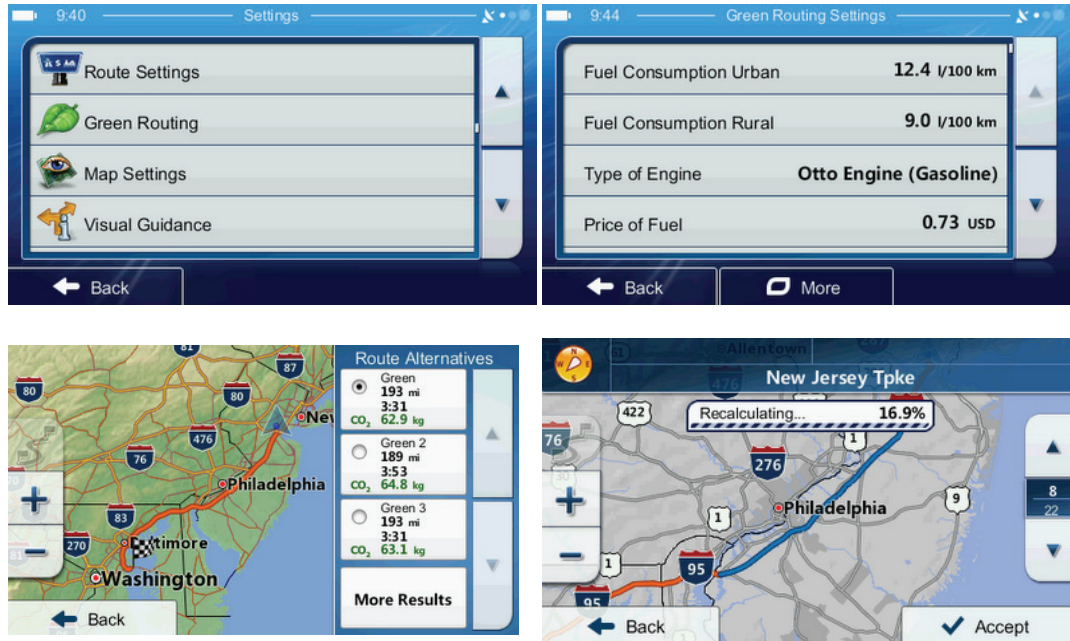 9:40 Settings
Route Settings
Green Routing
Map Settings
Visual Guidance
Back
9:44 Green Routing Settings
Fuel Consumption Urban 12.4 l/100 km
Fuel Consumption Rural 9.0 l/100 km
Type of Engine Otto Engine (Gasoline)
Price of Fuel 0.73 USD
Back More
81
87
80
80
New
476
76
Philadelphia
83
270
timore
Washington
Back
Route Alternatives
Green
193 mi
3:31
CO2 62.9 kg
Green 2
189 mi
3:53
CO2 64.8 kg
Green 3
193 mi
3:31
CO2 63.1 kg
More Results
N
W E
S
61
Allentown
476
New Jersey Tpke
Recalculating... 16.9%
422
76
1
276
30
Philadelphia
9
1
8
22
1
95
95
Back
Accept